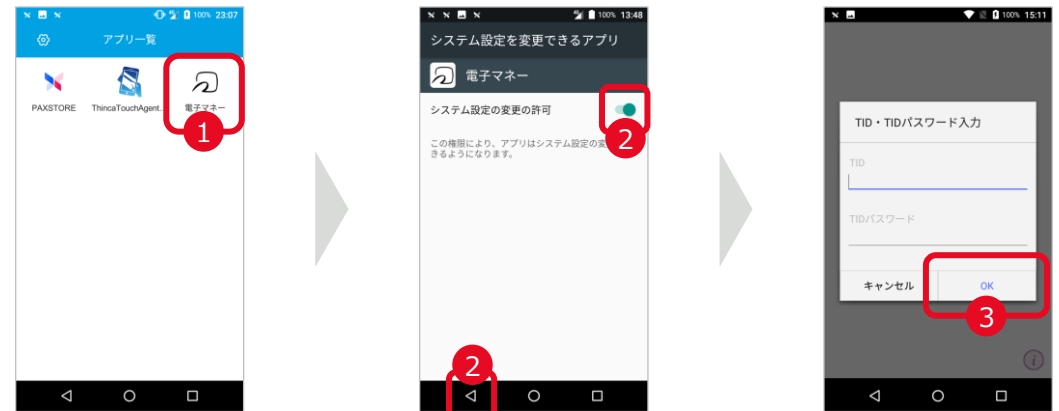 100% 23:07
アプリ一覧
PAXSTORE
ThincaTouchAgent...
電子マネー
1
100% 13:48
システム設定を変更できるアプリ
電子マネー
システム設定の変更の許可
2
この権限により、アプリはシステム設定の変
きるようになります。
2
100% 15:11
TID・TIDパスワード入力
TID
TIDパスワード
キャンセル
OK
3